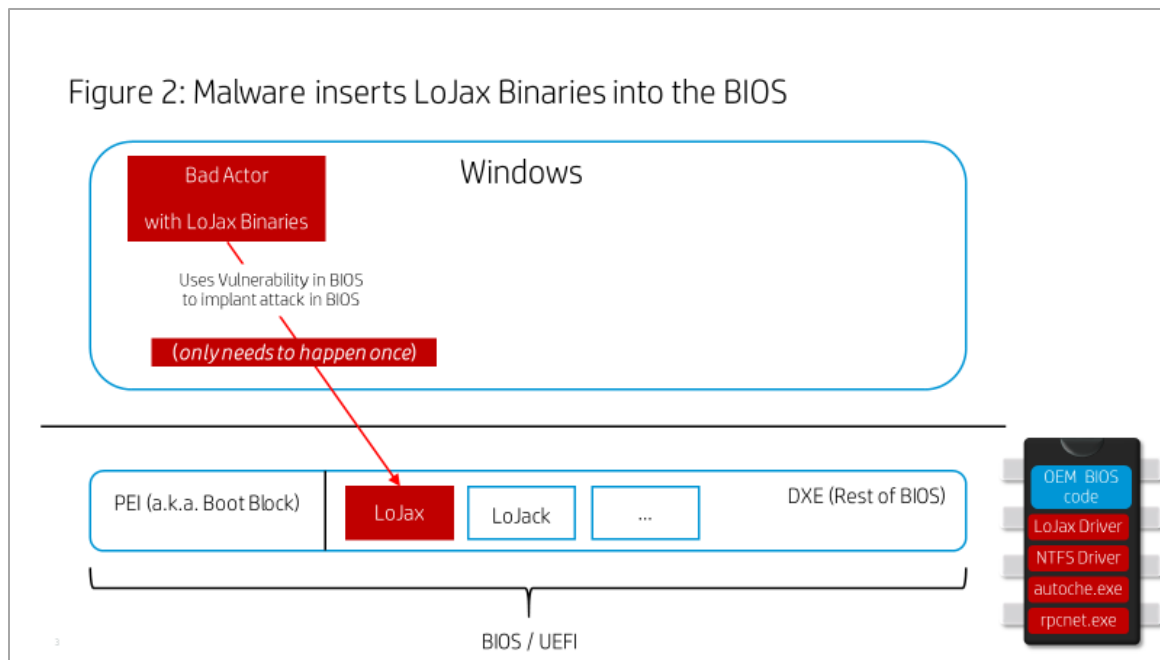 Figure 2: Malware inserts LoJax Binaries into the BIOS
Windows
Bad Actor
with LoJax Binaries
Uses Vulnerability in BIOS
to implant attack in BIOS
(only needs to happen once)
PEI (a.k.a. Boot Block)
LoJax
LoJack
...
DXE (Rest of BIOS)
OEM BIOS
code
LoJax Driver
NTFS Driver
autoche.exe
rpcnet.exe
BIOS / UEFI
3